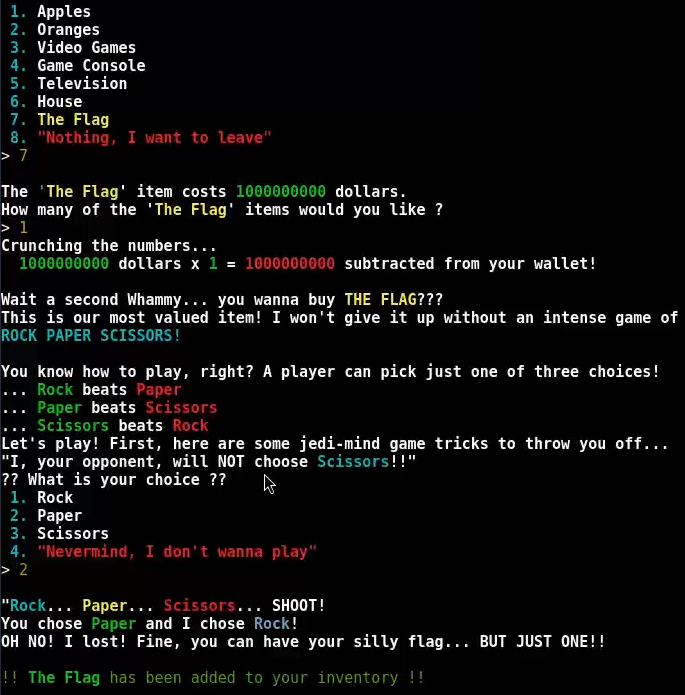 1. Apples
2. Oranges
3. Video Games
4. Game Console
5. Television
6. House
7. The Flag
8. "Nothing, I want to leave"
> 7
The 'The Flag' item costs 1000000000 dollars.
How many of the 'The Flag' items would you like ?
> 1
Crunching the numbers...
1000000000 dollars x 1 = 1000000000 subtracted from your wallet!
Wait a second Whammy... you wanna buy THE FLAG???
This is our most valued item! I won't give it up without an intense game of
ROCK PAPER SCISSORS!
You know how to play, right? A player can pick just one of three choices!
... Rock beats Paper
... Paper beats Scissors
... Scissors beats Rock
Let's play! First, here are some jedi-mind game tricks to throw you off...
"I, your opponent, will NOT choose Scissors!!"
?? What is your choice ??
1. Rock
2. Paper
3. Scissors
4. "Nevermind, I don't wanna play"
> 2
"Rock... Paper... Scissors... SHOOT!
You chose Paper and I chose Rock!
OH NO! I lost! Fine, you can have your silly flag... BUT JUST ONE!!
!! The Flag has been added to your inventory !!